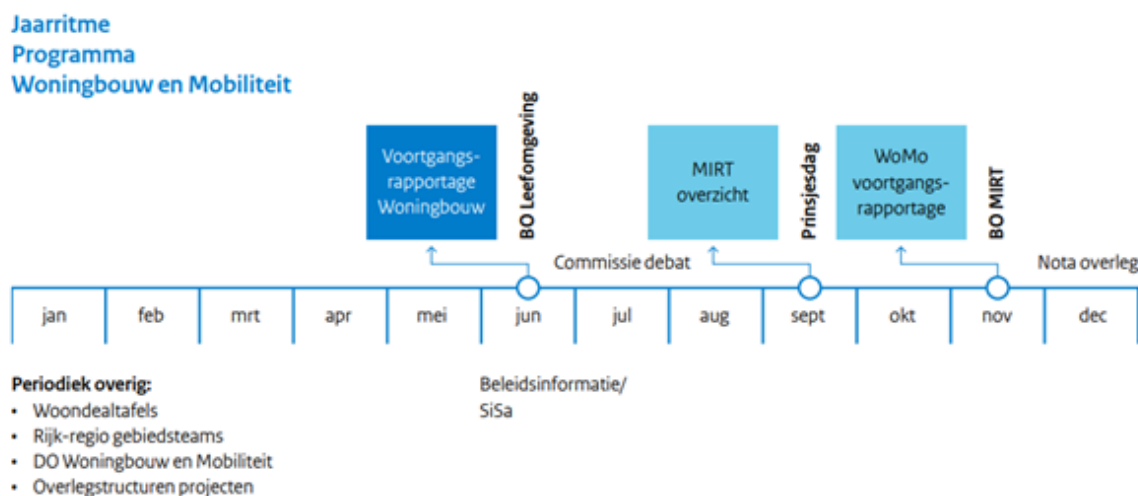 Jaarritme
Programma
Woningbouw en Mobiliteit
Voortgangs-
rapportage
Woningbouw
BO Leefomgeving
MIRT
overzicht
Prinsjesdag
WoMo
voortgangs-
rapportage
BO MIRT
Commissie debat
Nota overleg
jan
feb
mrt
apr
mei
jun
jul
aug
sept
okt
nov
dec
Periodiek overig:
• Woondealtafels
• Rijk-regio gebiedsteams
• DO Woningbouw en Mobiliteit
• Overlegstructuren projecten
Beleidsinformatie/
SiSa